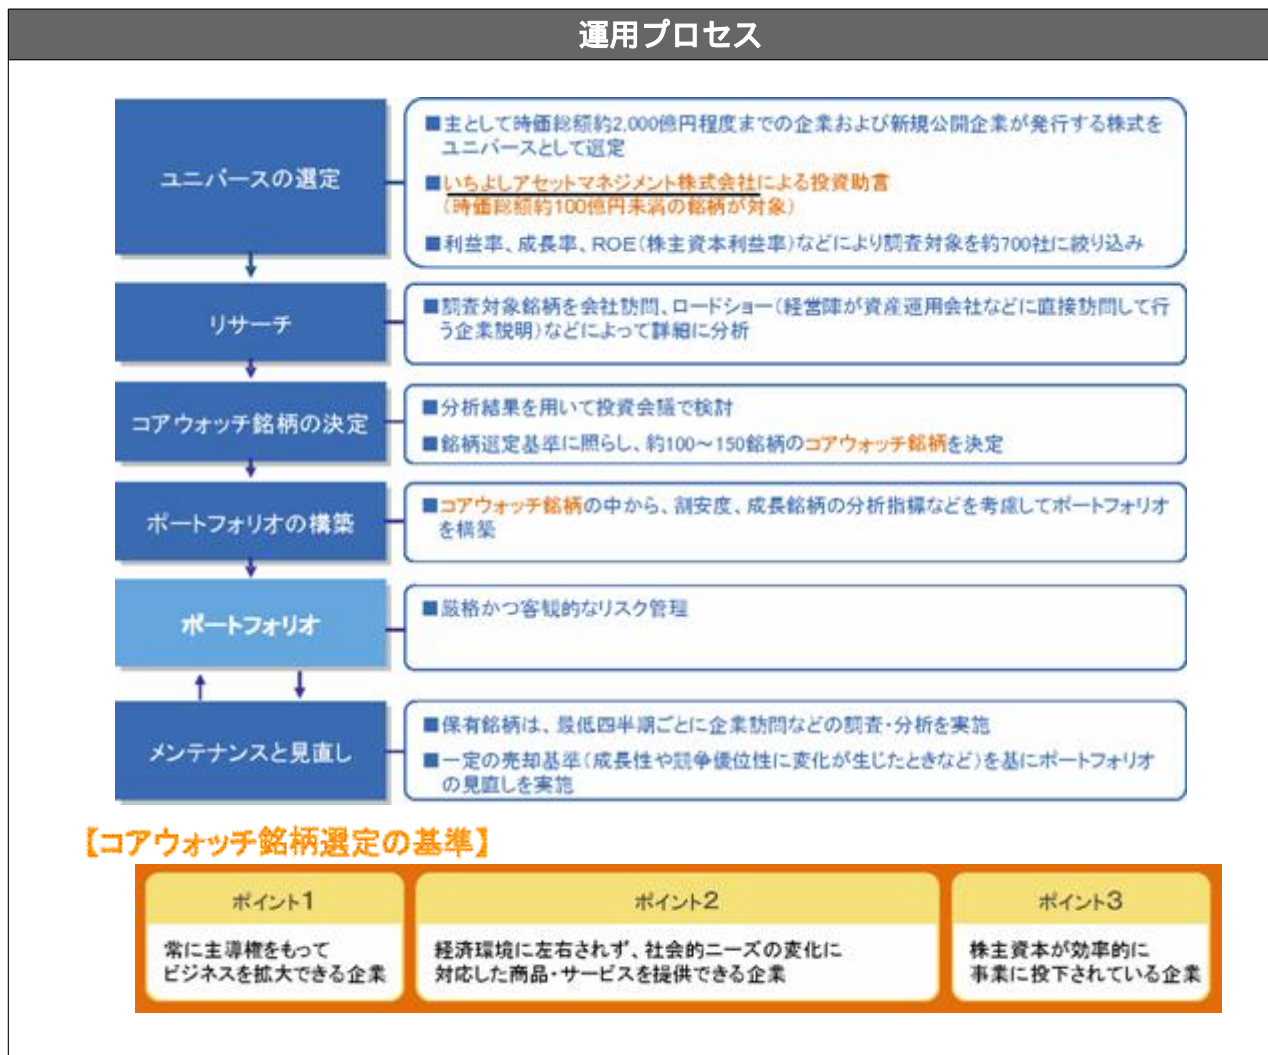 運用プロセス
ユニバースの選定
■主として時価総額約2,000億円程度までの企業および新規公開企業が発行する株式を
ユニバースとして選定
■いちよしアセットマネジメント株式会社による投資助言
(時価総額約100億円未満の銘柄が対象)
■利益率、成長率、ROE(株主資本利益率)などにより調査対象を約700社に絞り込み
リサーチ
■調査対象銘柄を会社訪問、ロードショー(経営陣が資産運用会社などに直接訪問して行
う企業説明)などによって詳細に分析
コアウォッチ銘柄の決定
■分析結果を用いて投資会議で検討
■銘柄選定基準に照らし、約100～150銘柄のコアウォッチ銘柄を決定
ポートフォリオの構築
■コアウォッチ銘柄の中から、割安度、成長銘柄の分析指標などを考慮してポートフォリオ
を構築
ポートフォリオ
■厳格かつ客観的なリスク管理
メンテナンスと見直し
■保有銘柄は、最低四半期ごとに企業訪問などの調査・分析を実施
■一定の売却基準(成長性や競争優位性に変化が生じたときなど)を基にポートフォリオ
の見直しを実施
【コアウォッチ銘柄選定の基準】
ポイント1
常に主導権をもって
ビジネスを拡大できる企業
ポイント2
経済環境に左右されず、社会的ニーズの変化に
対応した商品・サービスを提供できる企業
ポイント3
株主資本が効率的に
事業に投下されている企業